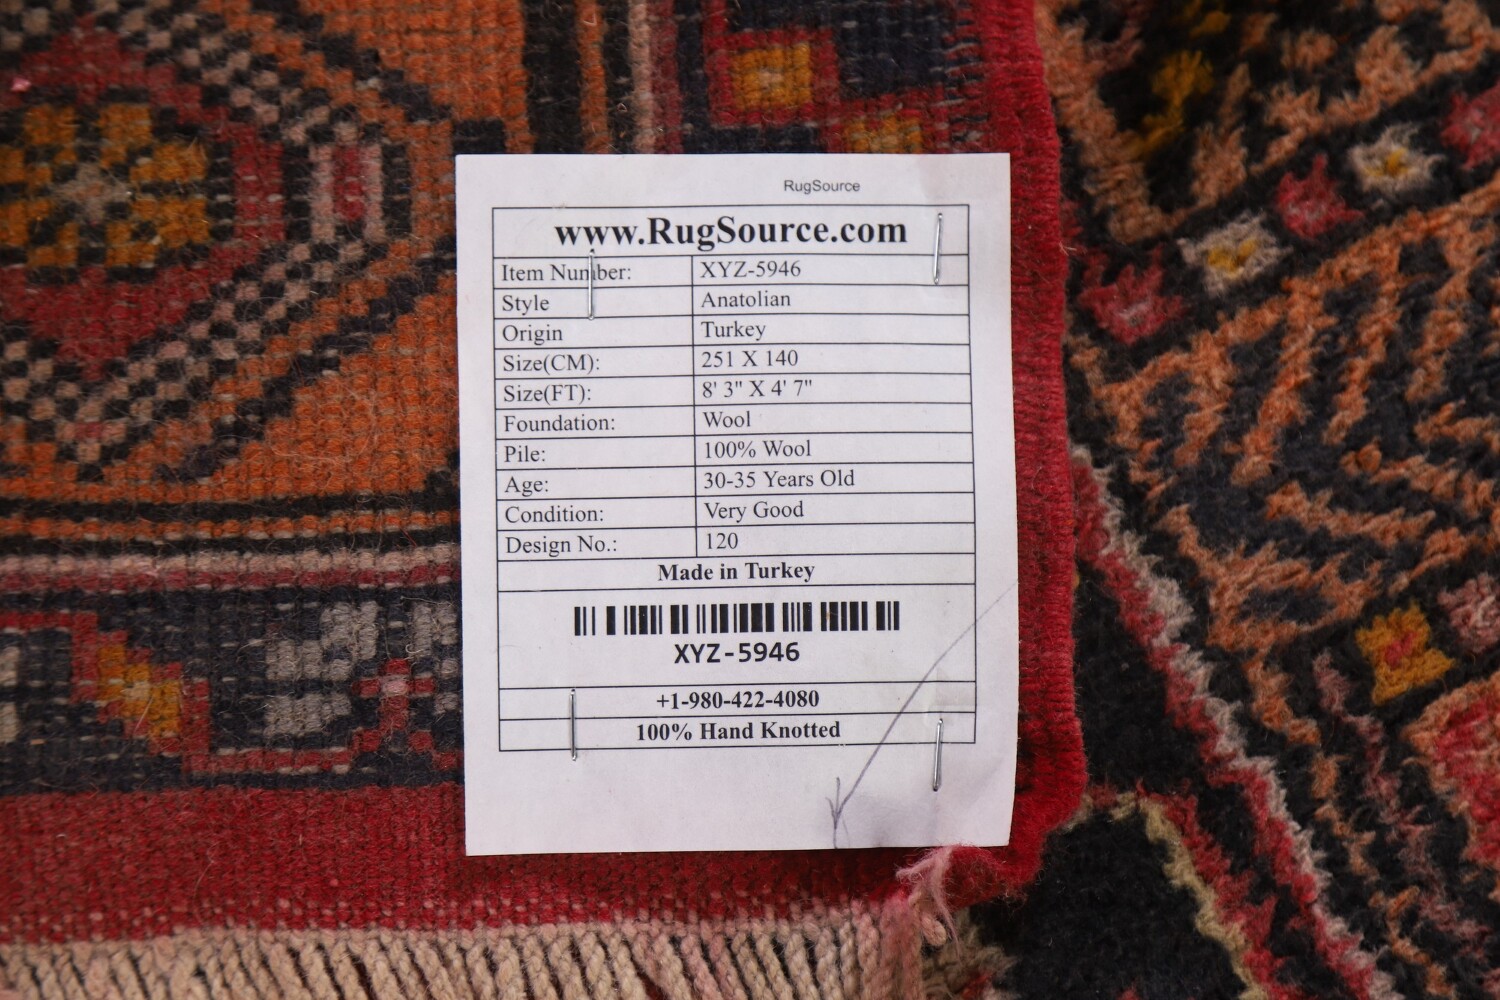 RugSource
www.RugSource.com
Item Number: XYZ-5946
Style Anatolian
Origin Turkey
Size(CM): 251 X 140
Size(FT): 8' 3" X 4' 7"
Foundation: Wool
Pile: 100% Wool
Age: 30-35 Years Old
Condition: Very Good
Design No.: 120
Made in Turkey
XYZ-5946
+1-980-422-4080
100% Hand Knotted